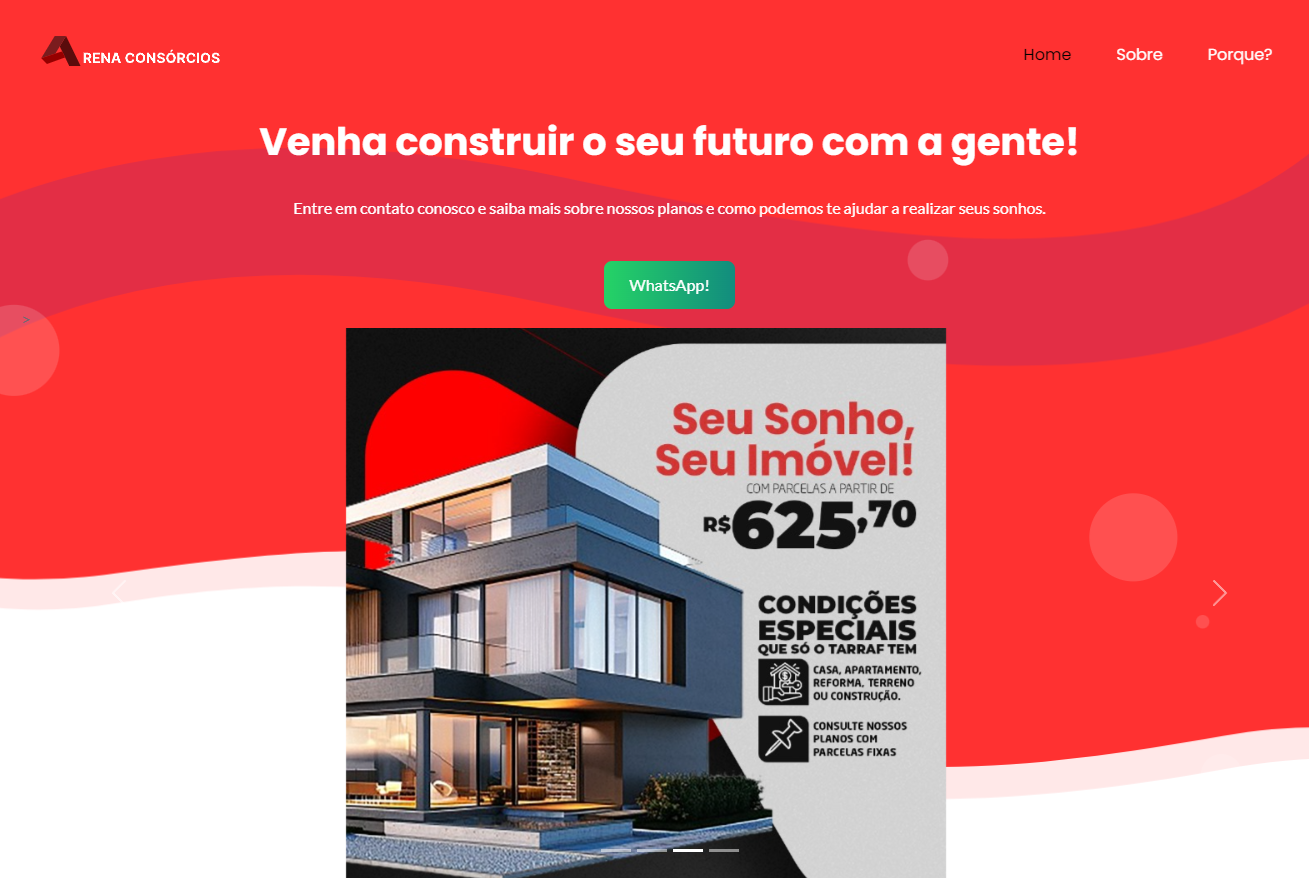 RENA CONSÓRCIOS
Home
Sobre
Porque?
Venha construir o seu futuro com a gente!
Entre em contato conosco e saiba mais sobre nossos planos e como podemos te ajudar a realizar seus sonhos.
WhatsApp!
>
Seu Sonho,
Seu Imóvel!
COM PARCELAS A PARTIR DE
R$625,70
CONDIÇÕES
ESPECIAIS
QUE SÓ O TARRAF TEM
CASA, APARTAMENTO,
REFORMA, TERRENO
OU CONSTRUÇÃO.
CONSULTE NOSSOS
PLANOS COM
PARCELAS FIXAS